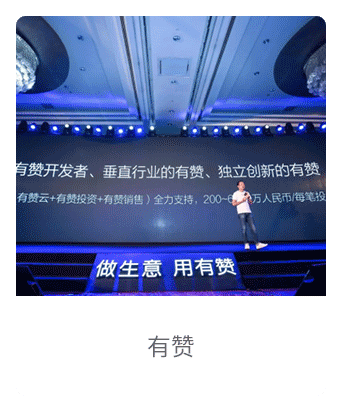 有赞开发者、垂直行业的有赞、独立创新的有赞
有赞云+有赞投资+有赞销售）全力支持，200-
万人民币/每笔投
做生意 用有赞
有赞